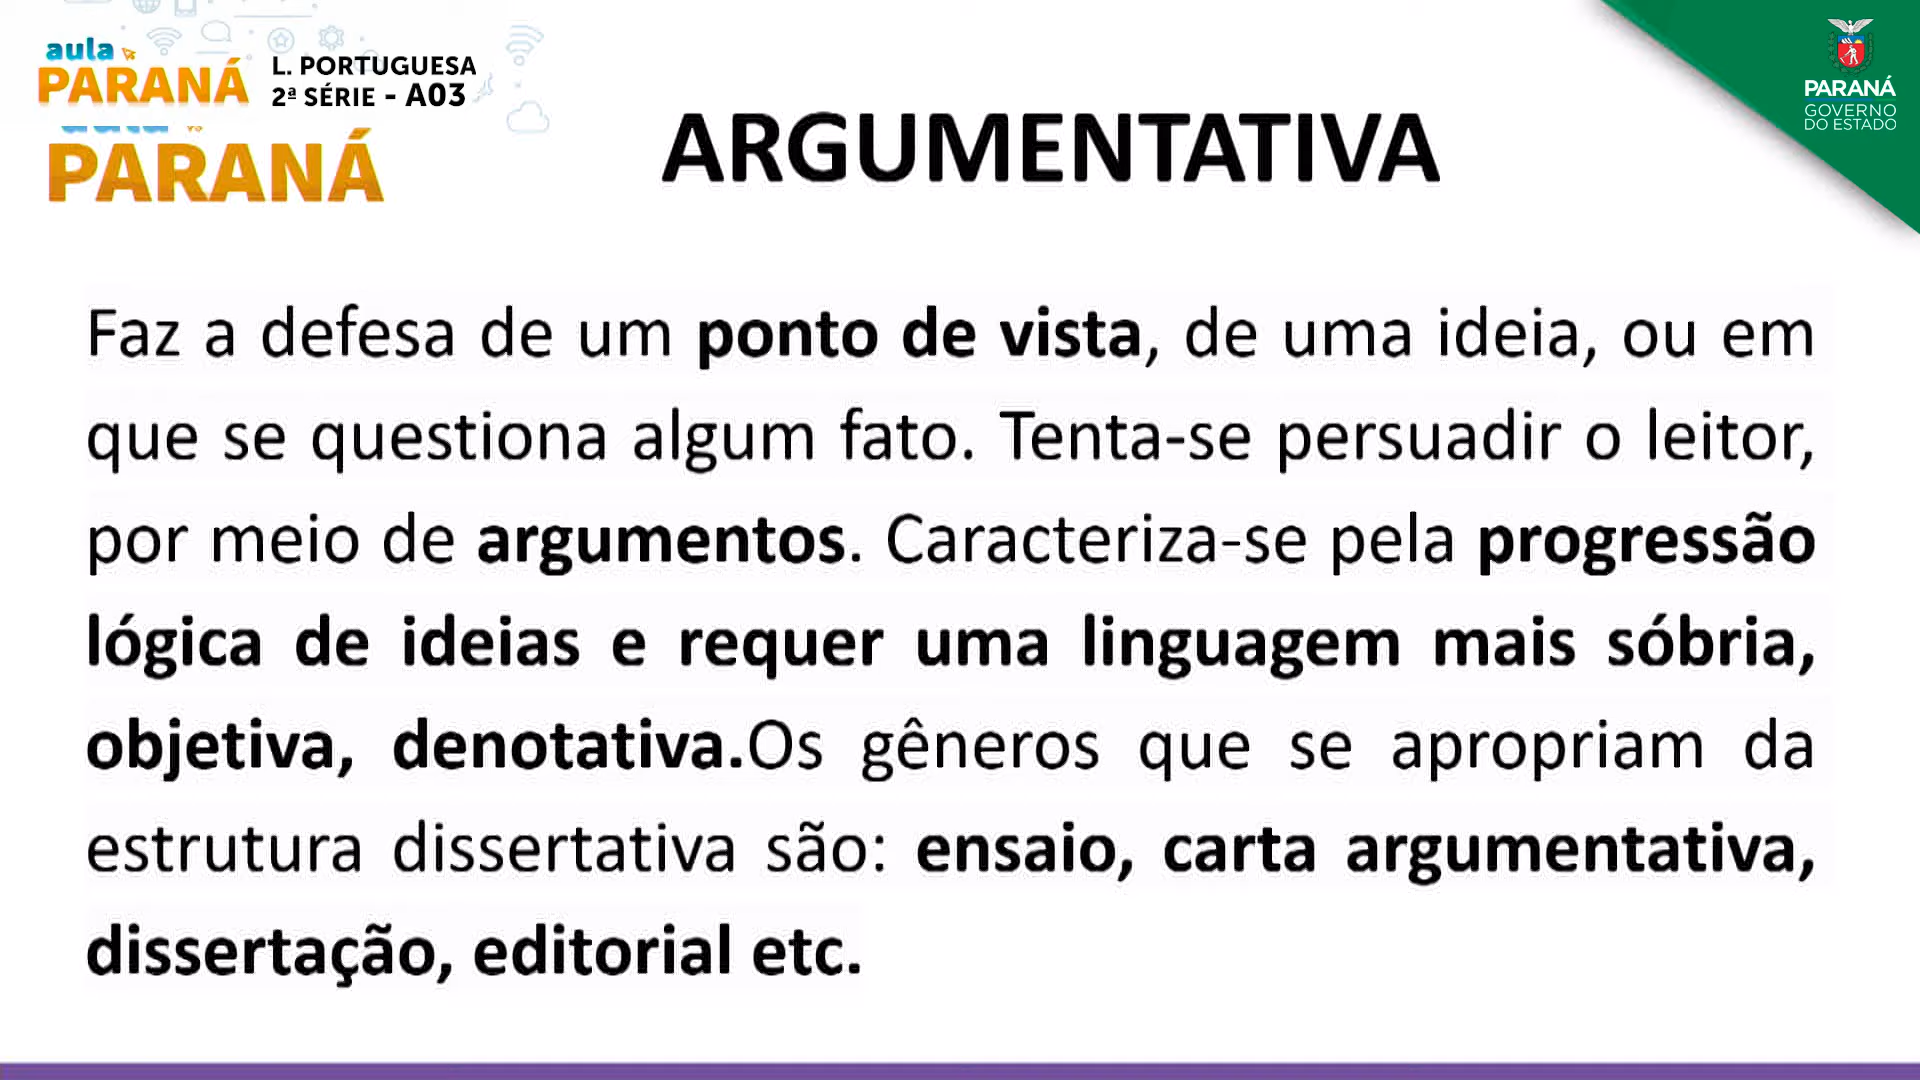 aula
PARANÁ
L. PORTUGUESA
2ª SÉRIE - A03
PARANÁ
GOVERNO
DO ESTADO
aula
PARANÁ
ARGUMENTATIVA
Faz a defesa de um ponto de vista, de uma ideia, ou em
que se questiona algum fato. Tenta-se persuadir o leitor,
por meio de argumentos. Caracteriza-se pela progressão
lógica de ideias e requer uma linguagem mais sóbria,
objetiva, denotativa.Os gêneros que se apropriam da
estrutura dissertativa são: ensaio, carta argumentativa,
dissertação, editorial etc.